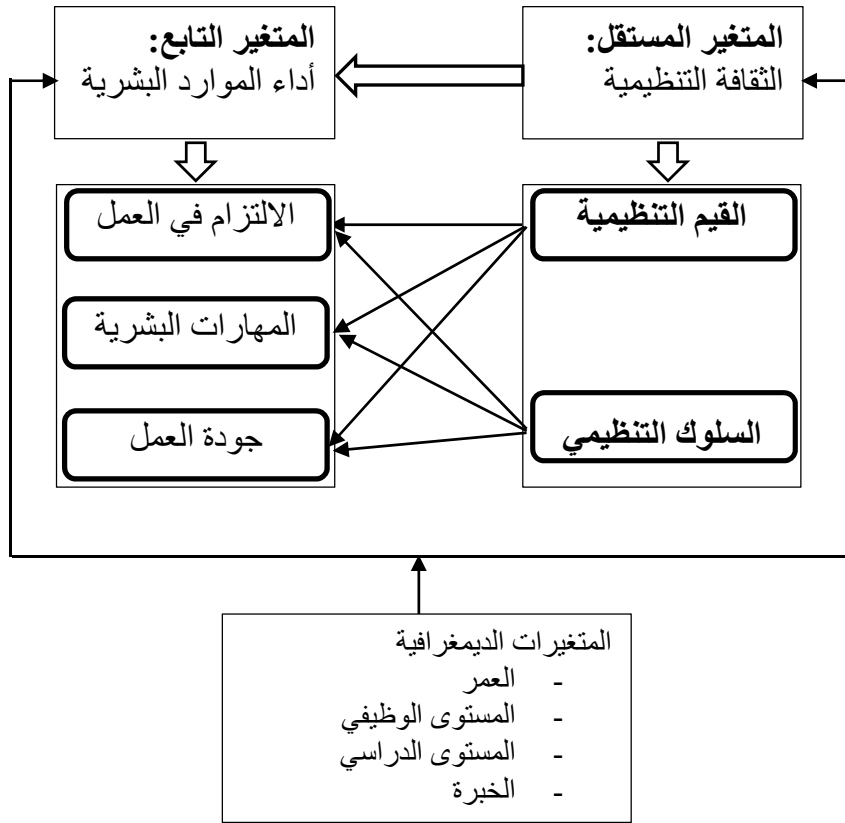 المتغير المستقل:
الثقافة التنظيمية
المتغير التابع:
أداء الموارد البشرية
القيم التنظيمية
السلوك التنظيمي
الالتزام في العمل
المهارات البشرية
جودة العمل
المتغيرات الديمغرافية
- العمر
- المستوى الوظيفي
- المستوى الدراسي
- الخبرة